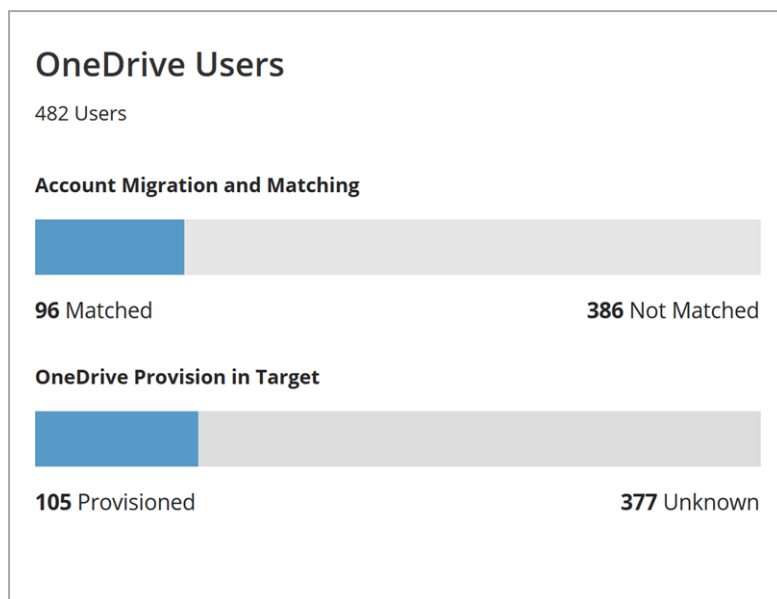 OneDrive Users
482 Users
Account Migration and Matching
96 Matched 386 Not Matched
OneDrive Provision in Target
105 Provisioned 377 Unknown